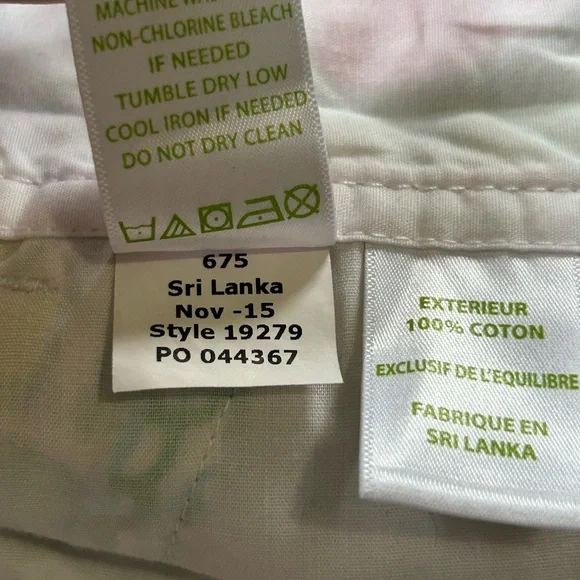 MACHINE
NON-CHLORINE BLEACH
IF NEEDED
TUMBLE DRY LOW
COOL IRON IF NEEDED
DO NOT DRY CLEAN
675
Sri Lanka
Nov -15
Style 19279
PO 044367
EXTERIEUR
100% COTON
EXCLUSIF DE L'EQUILIBRE
FABRIQUE EN
SRI LANKA